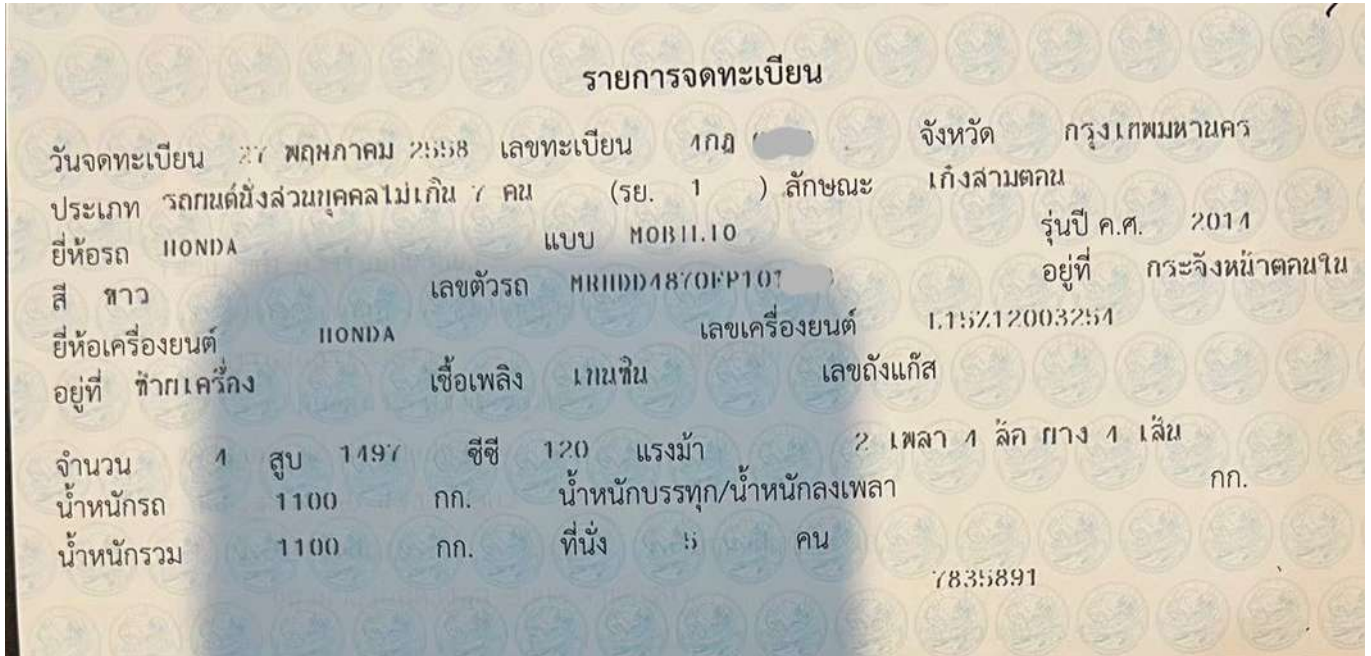 รายการจดทะเบียน
วันจดทะเบียน 27 พฤษภาคม 2558 เลขทะเบียน 4กฎ จังหวัด กรุงเทพมหานคร
ประเภท รถยนต์นั่งส่วนบุคคลไม่เกิน 7 คน (รย. 1 ) ลักษณะ เก๋งสามตอน
ยี่ห้อรถ HONDA แบบ MOBILIO รุ่นปี ค.ศ. 2014
สี ขาว เลขตัวรถ MRHDD4870FP101 อยู่ที่ กระจังหน้าตอนใน
ยี่ห้อเครื่องยนต์ HONDA เลขเครื่องยนต์ L15Z12003254
อยู่ที่ ซ้ายเครื่อง เชื้อเพลิง เบนซิน เลขถังแก๊ส
จำนวน 4 สูบ 1497 ซีซี 120 แรงม้า 2 เพลา 4 ล้อ ยาง 4 เส้น
น้ำหนักรถ 1100 กก. น้ำหนักบรรทุก/น้ำหนักลงเพลา กก.
น้ำหนักรวม 1100 กก. ที่นั่ง 5 คน
7835891